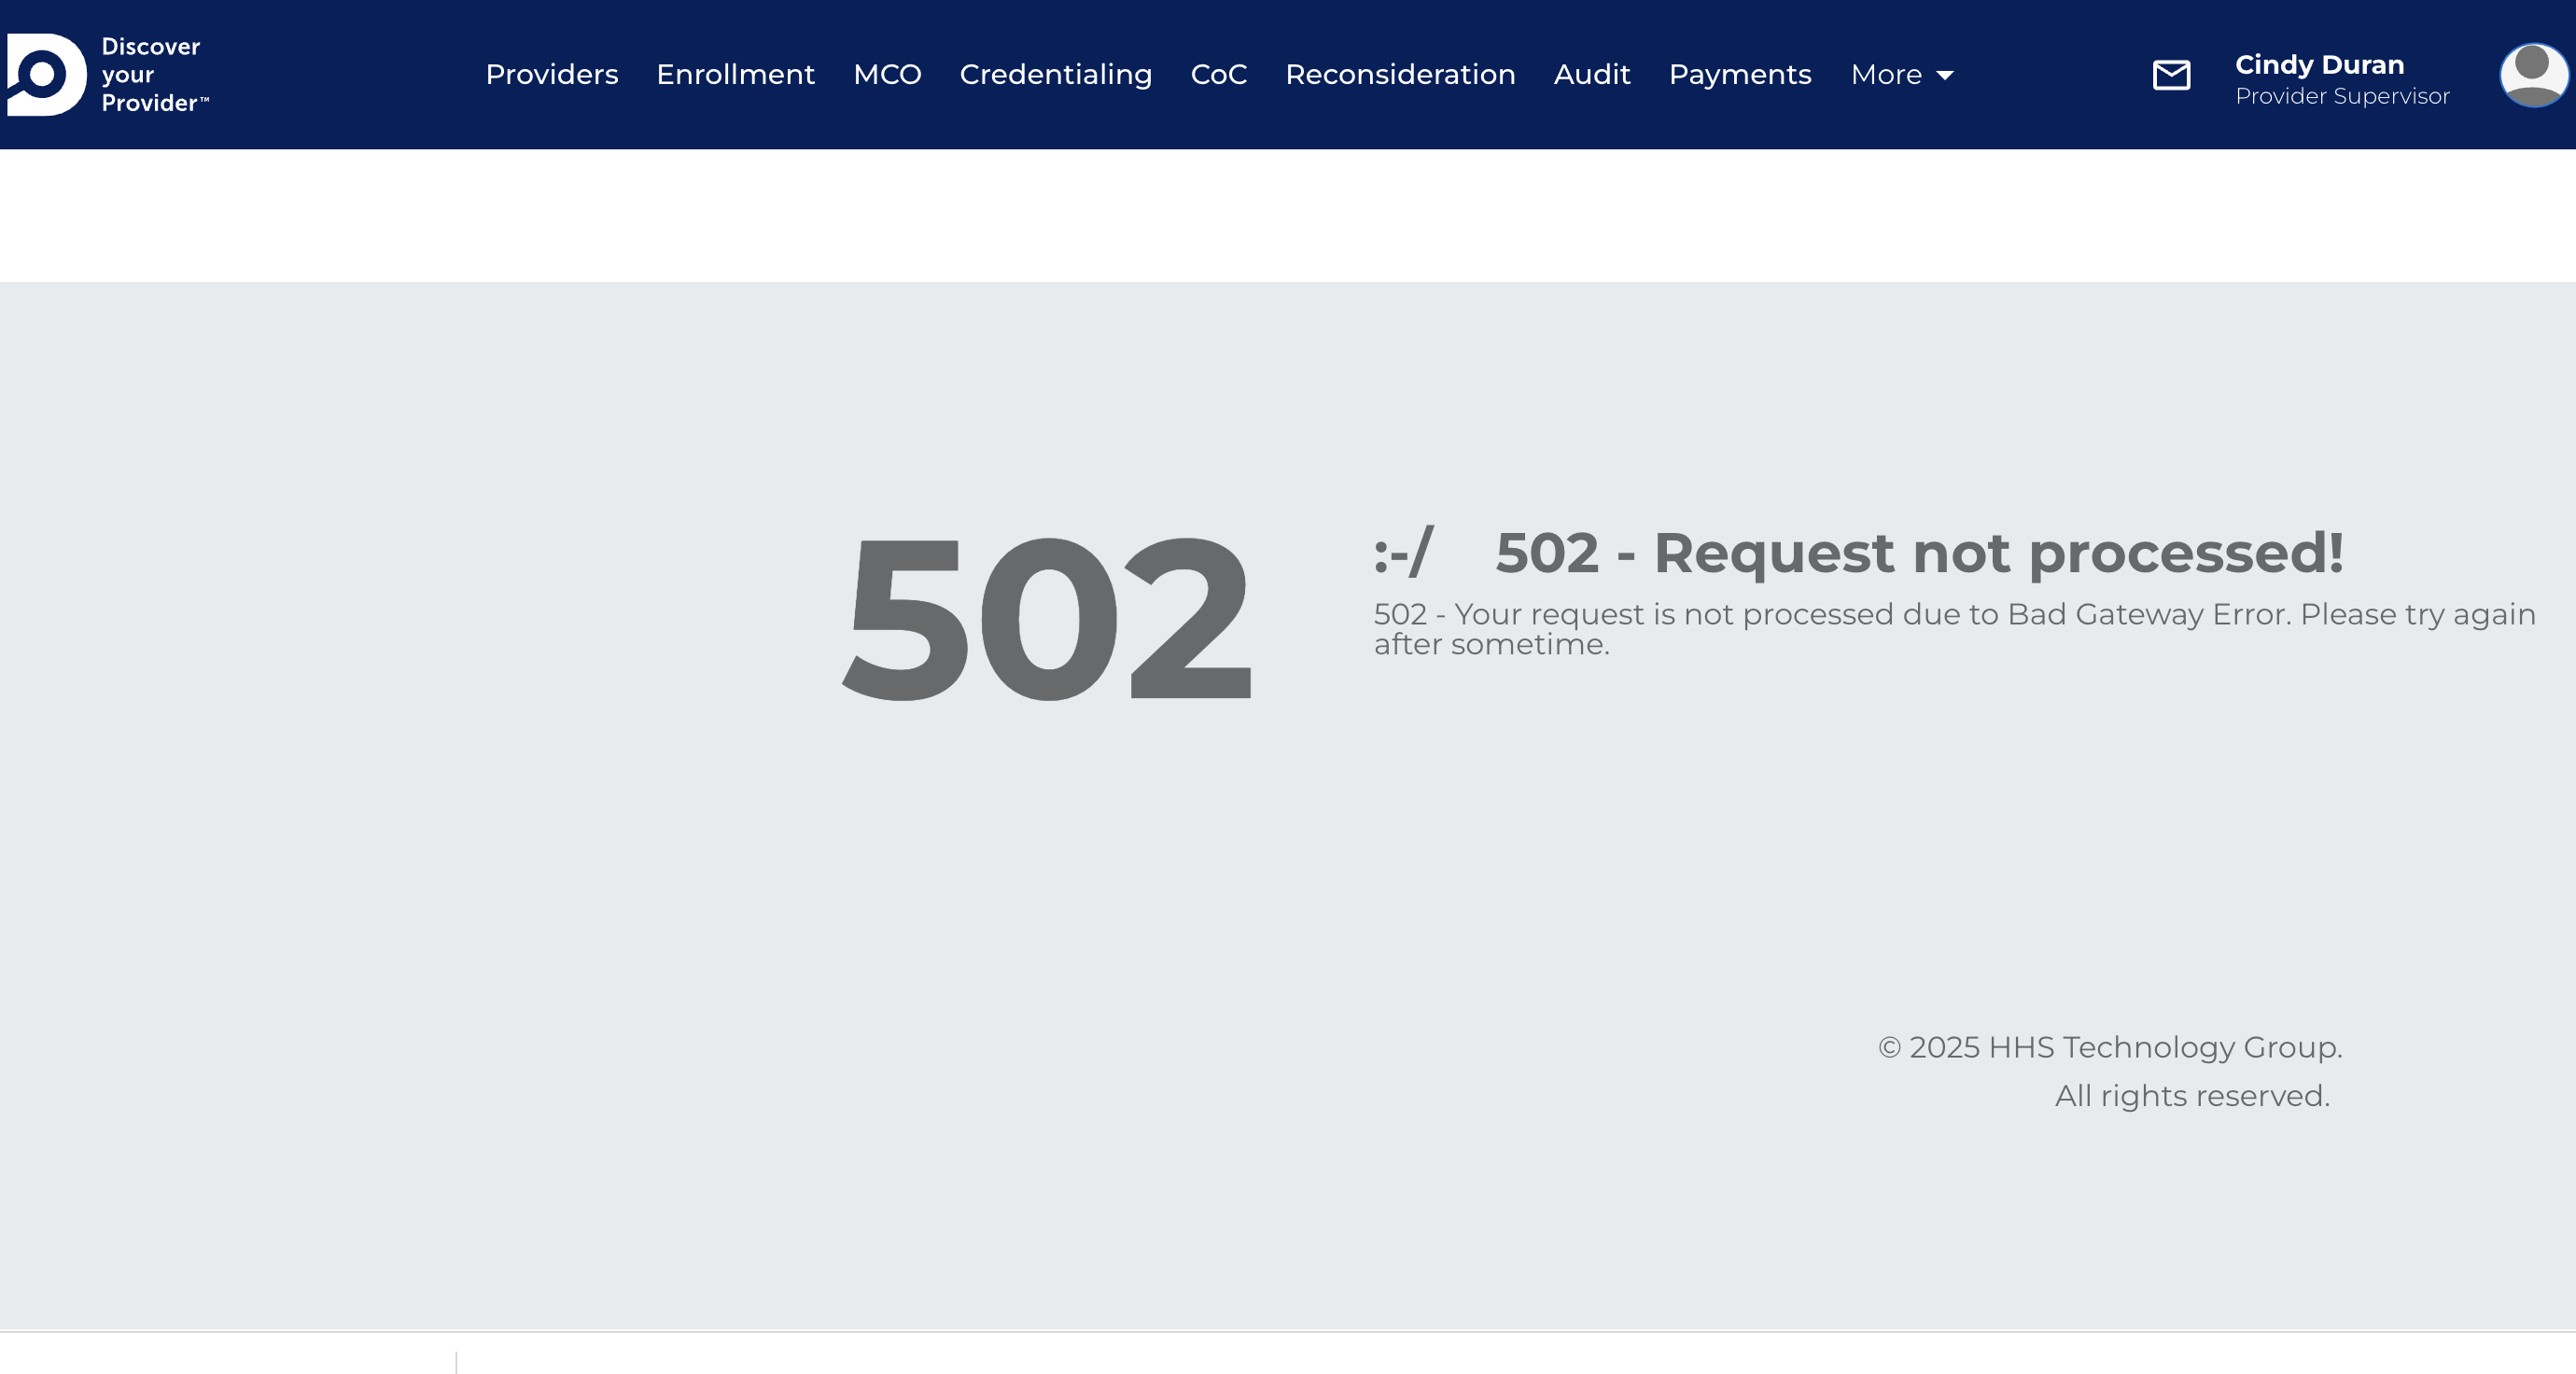 Discover
your
Provider™
Providers Enrollment MCO Credentialing CoC Reconsideration Audit Payments More
Cindy Duran
Provider Supervisor
502
:-/ 502 - Request not processed!
502 - Your request is not processed due to Bad Gateway Error. Please try again
after sometime.
© 2025 HHS Technology Group.
All rights reserved.